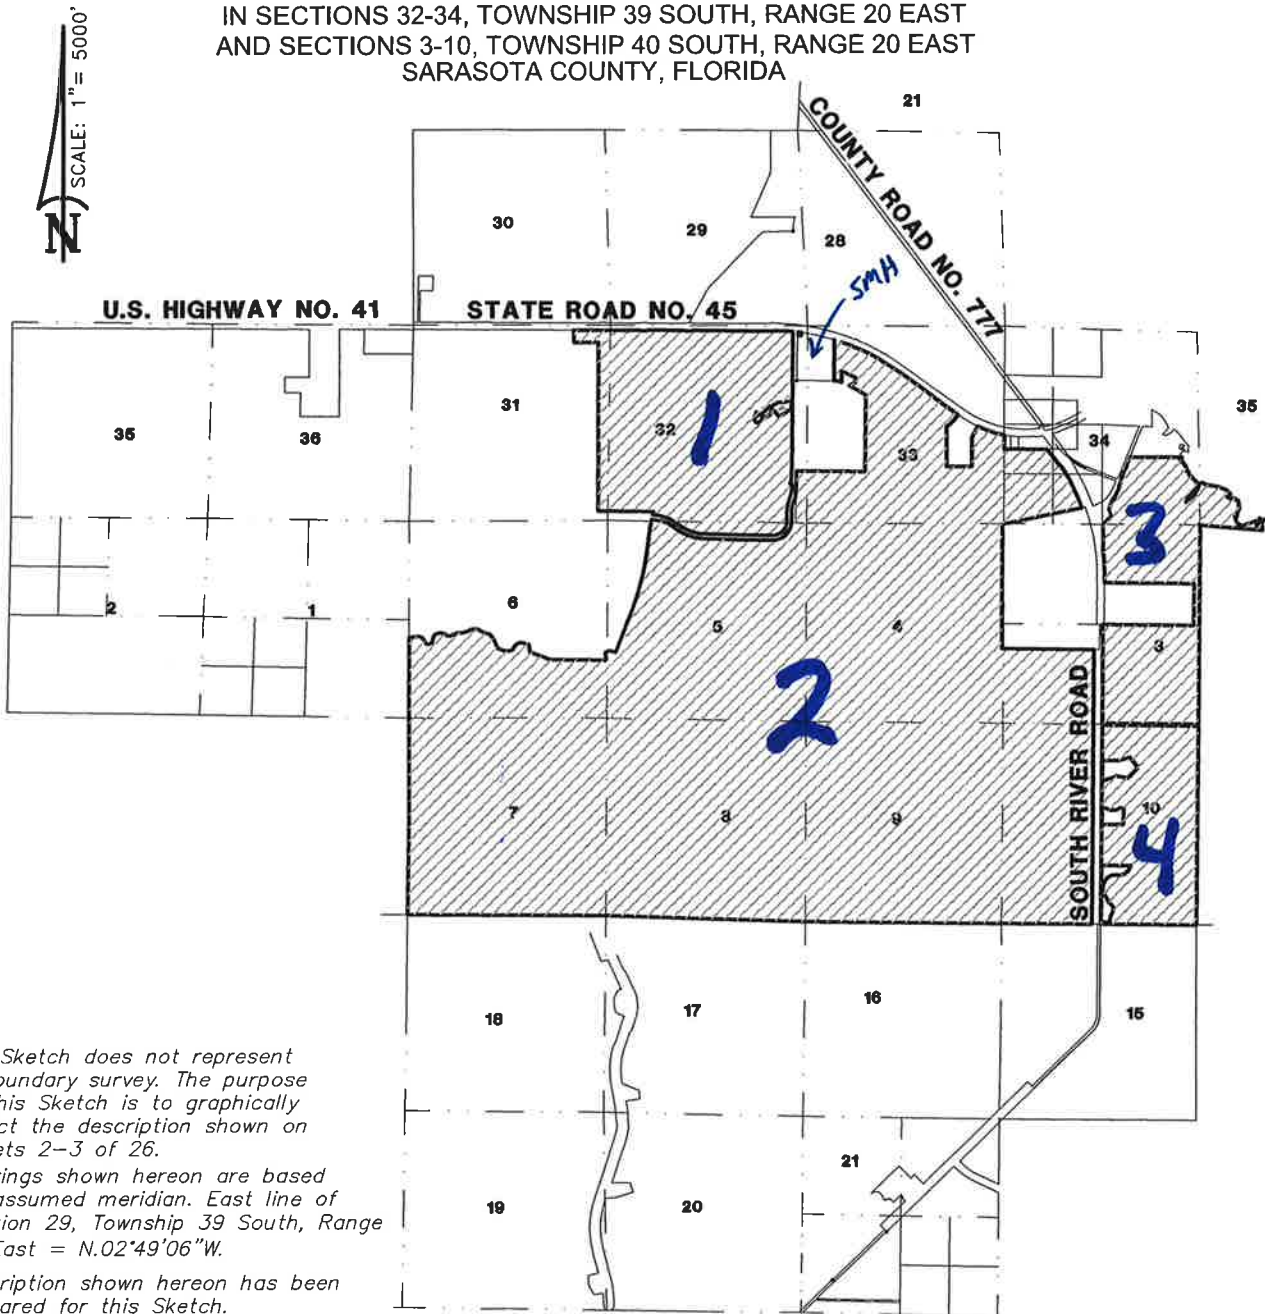 IN SECTIONS 32-34, TOWNSHIP 39 SOUTH, RANGE 20 EAST
AND SECTIONS 3-10, TOWNSHIP 40 SOUTH, RANGE 20 EAST
SARASOTA COUNTY, FLORIDA
SCALE: 1"= 5000'
N
21
COUNTY ROAD NO. 777
30
29
28
SMH
U.S. HIGHWAY NO. 41
STATE ROAD NO. 45
35
36
31
32
1
33
34
35
3
2
1
6
5
4
3
2
SOUTH RIVER ROAD
7
8
9
10
4
18
17
16
15
19
20
21
Sketch does not represent
oundary survey. The purpose
his Sketch is to graphically
ct the description shown on
ets 2-3 of 26.
rings shown hereon are based
assumed meridian. East line of
ion 29, Township 39 South, Range
East = N.02°49'06"W.
ription shown hereon has been
ared for this Sketch.